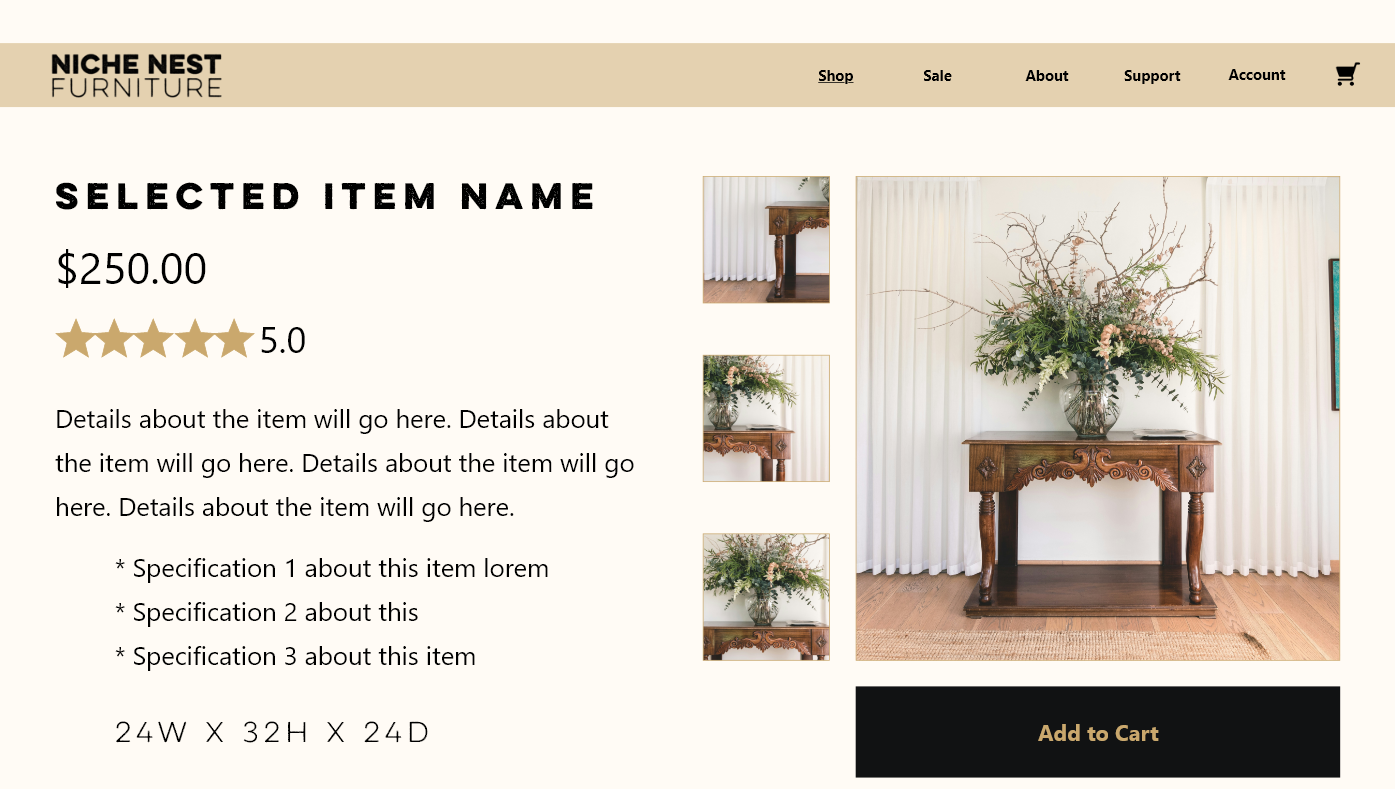 NICHE NEST
FURNITURE
Shop
Sale
About
Support
Account
SELECTED ITEM NAME
$250.00
5.0
Details about the item will go here. Details about
the item will go here. Details about the item will go
here. Details about the item will go here.
* Specification 1 about this item lorem
* Specification 2 about this
* Specification 3 about this item
24W X 32H X 24D
Add to Cart